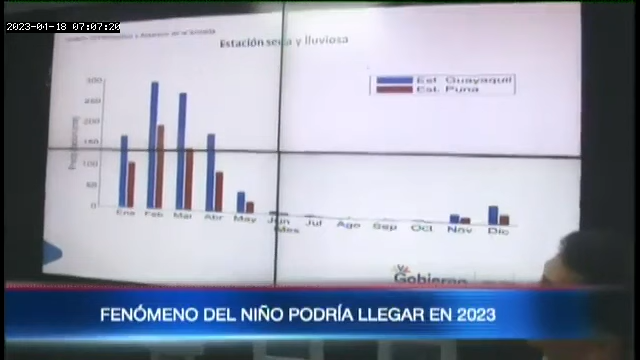 2023-04-18 07:07:20
Estación seca y lluviosa
Est. Guayaquil
Est. Puna
300
250
200
150
100
50
0
Ene Feb Mar Abr May Jun Jul Ago Sep Oct Nov Dic
Mes
Gobierno
FENÓMENO DEL NIÑO PODRÍA LLEGAR EN 2023